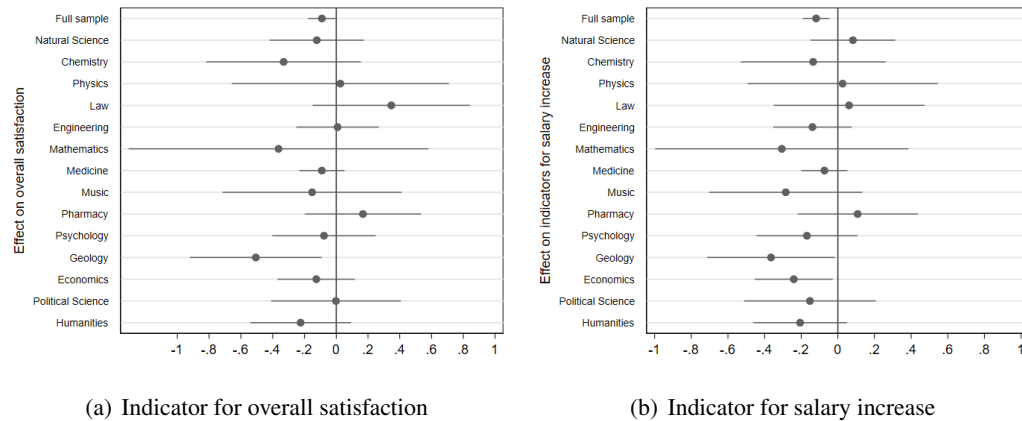 Effect on overall satisfaction
Full sample
Natural Science
Chemistry
Physics
Law
Engineering
Mathematics
Medicine
Music
Pharmacy
Psychology
Geology
Economics
Political Science
Humanities
-1 -.8 -.6 -.4 -.2 0 .2 .4 .6 .8 1
(a) Indicator for overall satisfaction
Effect on indicators for salary increase
Full sample
Natural Science
Chemistry
Physics
Law
Engineering
Mathematics
Medicine
Music
Pharmacy
Psychology
Geology
Economics
Political Science
Humanities
-1 -.8 -.6 -.4 -.2 0 .2 .4 .6 .8 1
(b) Indicator for salary increase